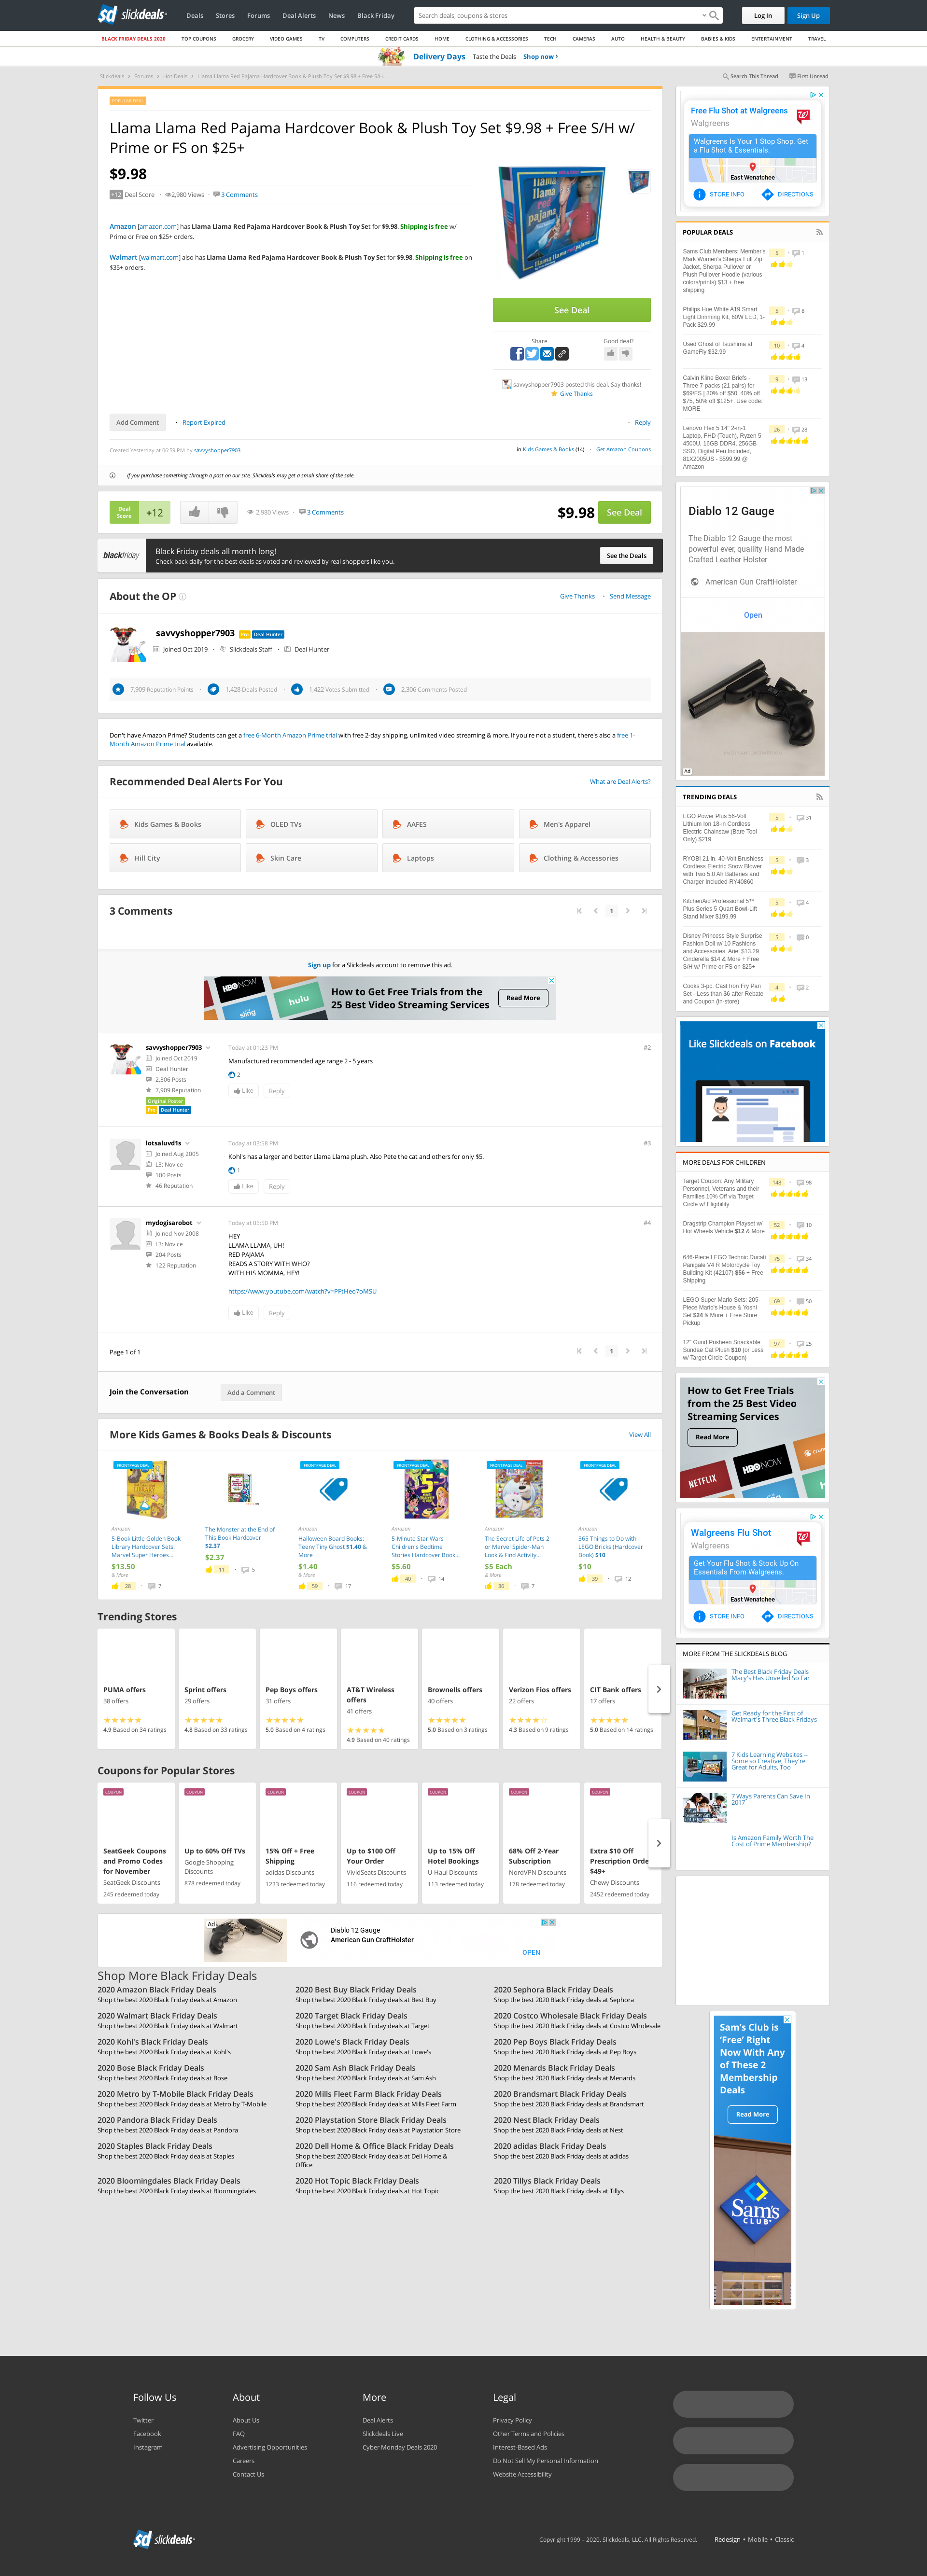 slickdeals
Deals
Stores
Forums
Deal Alerts
News
Black Friday
Search deals, coupons & stores
Log In
Sign Up
BLACK FRIDAY DEALS 2020
TOP COUPONS
GROCERY
VIDEO GAMES
TV
COMPUTERS
CREDIT CARDS
HOME
CLOTHING & ACCESSORIES
TECH
CAMERAS
AUTO
HEALTH & BEAUTY
BABIES & KIDS
ENTERTAINMENT
TRAVEL
Delivery Days Taste the Deals Shop now
Slickdeals > Forums > Hot Deals > Llama Llama Red Pajama Hardcover Book & Plush Toy Set $9.98 + Free S/H...
Search This Thread
First Unread
POPULAR DEAL
Llama Llama Red Pajama Hardcover Book & Plush Toy Set $9.98 + Free S/H w/
Prime or FS on $25+
$9.98
+12 Deal Score · 2,980 Views · 3 Comments
Amazon [amazon.com] has Llama Llama Red Pajama Hardcover Book & Plush Toy Set for $9.98. Shipping is free w/
Prime or Free on $25+ orders.
Walmart [walmart.com] also has Llama Llama Red Pajama Hardcover Book & Plush Toy Set for $9.98. Shipping is free on
$35+ orders.
llama llama
red
pajama
See Deal
Share
Good deal?
savvyshopper7903 posted this deal. Say thanks!
Give Thanks
Add Comment
Report Expired
Reply
Created Yesterday at 06:59 PM by savvyshopper7903
in Kids Games & Books (14) · Get Amazon Coupons
If you purchase something through a post on our site, Slickdeals may get a small share of the sale.
Deal
Score
+12
2,980 Views · 3 Comments
$9.98
See Deal
blackfriday
Black Friday deals all month long!
Check back daily for the best deals as voted and reviewed by real shoppers like you.
See the Deals
About the OP
Give Thanks · Send Message
savvyshopper7903 Pro Deal Hunter
Joined Oct 2019 · Slickdeals Staff · Deal Hunter
7,909 Reputation Points · 1,428 Deals Posted · 1,422 Votes Submitted · 2,306 Comments Posted
Don't have Amazon Prime? Students can get a free 6-Month Amazon Prime trial with free 2-day shipping, unlimited video streaming & more. If you're not a student, there's also a free 1-
Month Amazon Prime trial available.
Recommended Deal Alerts For You
What are Deal Alerts?
Kids Games & Books
OLED TVs
AAFES
Men's Apparel
Hill City
Skin Care
Laptops
Clothing & Accessories
3 Comments
1
Sign up for a Slickdeals account to remove this ad.
HBO NOW
hulu
sling
How to Get Free Trials from the
25 Best Video Streaming Services
Read More
savvyshopper7903
Joined Oct 2019
Deal Hunter
2,306 Posts
7,909 Reputation
Original Poster
Pro Deal Hunter
Today at 01:23 PM
#2
Manufactured recommended age range 2 - 5 years
2
Like
Reply
lotsaluvd1s
Joined Aug 2005
L3: Novice
100 Posts
46 Reputation
Today at 03:58 PM
#3
Kohl's has a larger and better Llama Llama plush. Also Pete the cat and others for only $5.
1
Like
Reply
mydogisarobot
Joined Nov 2008
L3: Novice
204 Posts
122 Reputation
Today at 05:50 PM
#4
HEY
LLAMA LLAMA, UH!
RED PAJAMA
READS A STORY WITH WHO?
WITH HIS MOMMA, HEY!
https://www.youtube.com/watch?v=PFtHeo7oMSU
Like
Reply
Page 1 of 1
1
Join the Conversation
Add a Comment
More Kids Games & Books Deals & Discounts
View All
FRONTPAGE DEAL
Amazon
5-Book Little Golden Book
Library Hardcover Sets:
Marvel Super Heroes...
$13.50
& More
28 · 7
The Monster at the End of
This Book Hardcover
$2.37
$2.37
11 · 5
FRONTPAGE DEAL
Amazon
Halloween Board Books:
Teeny Tiny Ghost $1.40 &
More
$1.40
& More
59 · 17
FRONTPAGE DEAL
Amazon
5-Minute Star Wars
Children's Bedtime
Stories Hardcover Book...
$5.60
40 · 14
FRONTPAGE DEAL
Amazon
The Secret Life of Pets 2
or Marvel Spider-Man
Look & Find Activity...
$5 Each
& More
36 · 7
FRONTPAGE DEAL
Amazon
365 Things to Do with
LEGO Bricks (Hardcover
Book) $10
$10
39 · 12
Trending Stores
PUMA offers
38 offers
4.9 Based on 34 ratings
Sprint offers
29 offers
4.8 Based on 33 ratings
Pep Boys offers
31 offers
5.0 Based on 4 ratings
AT&T Wireless
offers
41 offers
4.9 Based on 40 ratings
Brownells offers
40 offers
5.0 Based on 3 ratings
Verizon Fios offers
22 offers
4.3 Based on 9 ratings
CIT Bank offers
17 offers
5.0 Based on 14 ratings
Coupons for Popular Stores
COUPON
SeatGeek Coupons
and Promo Codes
for November
SeatGeek Discounts
245 redeemed today
COUPON
Up to 60% Off TVs
Google Shopping
Discounts
878 redeemed today
COUPON
15% Off + Free
Shipping
adidas Discounts
1233 redeemed today
COUPON
Up to $100 Off
Your Order
VividSeats Discounts
116 redeemed today
COUPON
Up to 15% Off
Hotel Bookings
U-Haul Discounts
113 redeemed today
COUPON
68% Off 2-Year
Subscription
NordVPN Discounts
178 redeemed today
COUPON
Extra $10 Off
Prescription Orde
$49+
Chewy Discounts
2452 redeemed today
Ad
Diablo 12 Gauge
American Gun CraftHolster
OPEN
Shop More Black Friday Deals
2020 Amazon Black Friday Deals
Shop the best 2020 Black Friday deals at Amazon
2020 Best Buy Black Friday Deals
Shop the best 2020 Black Friday deals at Best Buy
2020 Sephora Black Friday Deals
Shop the best 2020 Black Friday deals at Sephora
2020 Walmart Black Friday Deals
Shop the best 2020 Black Friday deals at Walmart
2020 Target Black Friday Deals
Shop the best 2020 Black Friday deals at Target
2020 Costco Wholesale Black Friday Deals
Shop the best 2020 Black Friday deals at Costco Wholesale
2020 Kohl's Black Friday Deals
Shop the best 2020 Black Friday deals at Kohl's
2020 Lowe's Black Friday Deals
Shop the best 2020 Black Friday deals at Lowe's
2020 Pep Boys Black Friday Deals
Shop the best 2020 Black Friday deals at Pep Boys
2020 Bose Black Friday Deals
Shop the best 2020 Black Friday deals at Bose
2020 Sam Ash Black Friday Deals
Shop the best 2020 Black Friday deals at Sam Ash
2020 Menards Black Friday Deals
Shop the best 2020 Black Friday deals at Menards
2020 Metro by T-Mobile Black Friday Deals
Shop the best 2020 Black Friday deals at Metro by T-Mobile
2020 Mills Fleet Farm Black Friday Deals
Shop the best 2020 Black Friday deals at Mills Fleet Farm
2020 Brandsmart Black Friday Deals
Shop the best 2020 Black Friday deals at Brandsmart
2020 Pandora Black Friday Deals
Shop the best 2020 Black Friday deals at Pandora
2020 Playstation Store Black Friday Deals
Shop the best 2020 Black Friday deals at Playstation Store
2020 Nest Black Friday Deals
Shop the best 2020 Black Friday deals at Nest
2020 Staples Black Friday Deals
Shop the best 2020 Black Friday deals at Staples
2020 Dell Home & Office Black Friday Deals
Shop the best 2020 Black Friday deals at Dell Home &
Office
2020 adidas Black Friday Deals
Shop the best 2020 Black Friday deals at adidas
2020 Bloomingdales Black Friday Deals
Shop the best 2020 Black Friday deals at Bloomingdales
2020 Hot Topic Black Friday Deals
Shop the best 2020 Black Friday deals at Hot Topic
2020 Tillys Black Friday Deals
Shop the best 2020 Black Friday deals at Tillys
Free Flu Shot at Walgreens
Walgreens
Walgreens Is Your 1 Stop Shop. Get
a Flu Shot & Essentials.
East Wenatchee
STORE INFO
DIRECTIONS
POPULAR DEALS
Sams Club Members: Member's
Mark Women's Sherpa Full Zip
Jacket, Sherpa Pullover or
Plush Pullover Hoodie (various
colors/prints) $13 + free
shipping
5 · 1
Philips Hue White A19 Smart
Light Dimming Kit, 60W LED, 1-
Pack $29.99
5 · 8
Used Ghost of Tsushima at
GameFly $32.99
10 · 4
Calvin Kline Boxer Briefs -
Three 7-packs (21 pairs) for
$69/FS | 30% off $50, 40% off
$75, 50% off $125+. Use code:
MORE
9 · 13
Lenovo Flex 5 14" 2-in-1
Laptop, FHD (Touch), Ryzen 5
4500U, 16GB DDR4, 256GB
SSD, Digital Pen Included,
81X2005US - $599.99 @
Amazon
26 · 28
Diablo 12 Gauge
The Diablo 12 Gauge the most
powerful ever, quaility Hand Made
Crafted Leather Holster
American Gun CraftHolster
Open
Ad
TRENDING DEALS
EGO Power Plus 56-Volt
Lithium Ion 18-in Cordless
Electric Chainsaw (Bare Tool
Only) $219
5 · 31
RYOBI 21 in. 40-Volt Brushless
Cordless Electric Snow Blower
with Two 5.0 Ah Batteries and
Charger Included-RY40860
5 · 3
KitchenAid Professional 5™
Plus Series 5 Quart Bowl-Lift
Stand Mixer $199.99
5 · 4
Disney Princess Style Surprise
Fashion Doll w/ 10 Fashions
and Accessories: Ariel $13.29
Cinderella $14 & More + Free
S/H w/ Prime or FS on $25+
5 · 0
Cooks 3-pc. Cast Iron Fry Pan
Set - Less than $6 after Rebate
and Coupon (in-store)
4 · 2
Like Slickdeals on Facebook
MORE DEALS FOR CHILDREN
Target Coupon: Any Military
Personnel, Veterans and their
Families 10% Off via Target
Circle w/ Eligibility
148 · 98
Dragstrip Champion Playset w/
Hot Wheels Vehicle $12 & More
52 · 10
646-Piece LEGO Technic Ducati
Panigale V4 R Motorcycle Toy
Building Kit (42107) $56 + Free
Shipping
75 · 34
LEGO Super Mario Sets: 205-
Piece Mario's House & Yoshi
Set $24 & More + Free Store
Pickup
69 · 50
12" Gund Pusheen Snackable
Sundae Cat Plush $10 (or Less
w/ Target Circle Coupon)
97 · 25
How to Get Free Trials
from the 25 Best Video
Streaming Services
Read More
NETFLIX
HBO NOW
Walgreens Flu Shot
Walgreens
Get Your Flu Shot & Stock Up On
Essentials From Walgreens.
East Wenatchee
STORE INFO
DIRECTIONS
MORE FROM THE SLICKDEALS BLOG
The Best Black Friday Deals
Macy's Has Unveiled So Far
Get Ready for the First of
Walmart's Three Black Fridays
7 Kids Learning Websites –
Some so Creative, They're
Great for Adults, Too
7 Ways Parents Can Save In
2017
Is Amazon Family Worth The
Cost of Prime Membership?
Sam's Club is
'Free' Right
Now With Any
of These 2
Membership
Deals
Read More
Sam's
CLUB
Follow Us
Twitter
Facebook
Instagram
About
About Us
FAQ
Advertising Opportunities
Careers
Contact Us
More
Deal Alerts
Slickdeals Live
Cyber Monday Deals 2020
Legal
Privacy Policy
Other Terms and Policies
Interest-Based Ads
Do Not Sell My Personal Information
Website Accessibility
slickdeals
Copyright 1999 – 2020. Slickdeals, LLC. All Rights Reserved.
Redesign • Mobile • Classic